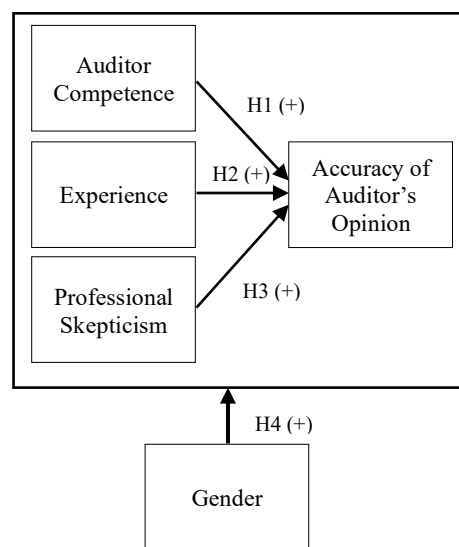 Auditor
Competence
H1 (+)
Experience
H2 (+)
Accuracy of
Auditor’s
Opinion
Professional
Skepticism
H3 (+)
H4 (+)
Gender